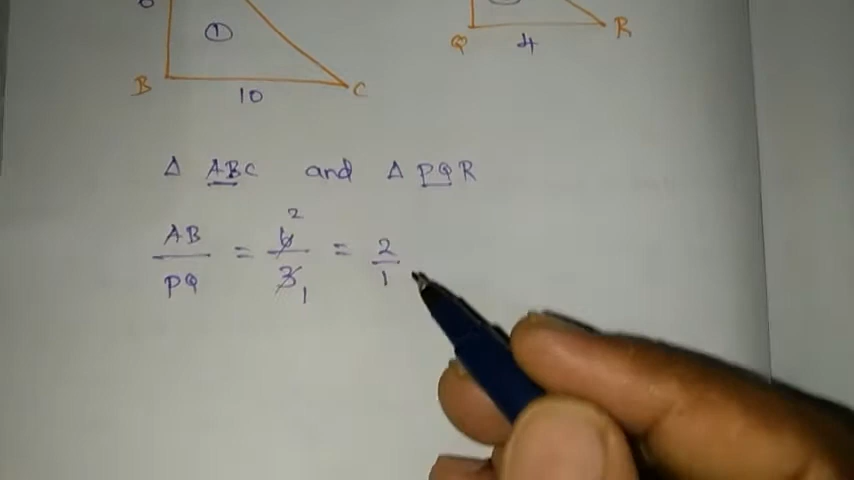 ①
B
10
C
Q
4
R
Δ ABC and Δ PQR
AB/PQ = 6/3 = 2/1
2
1